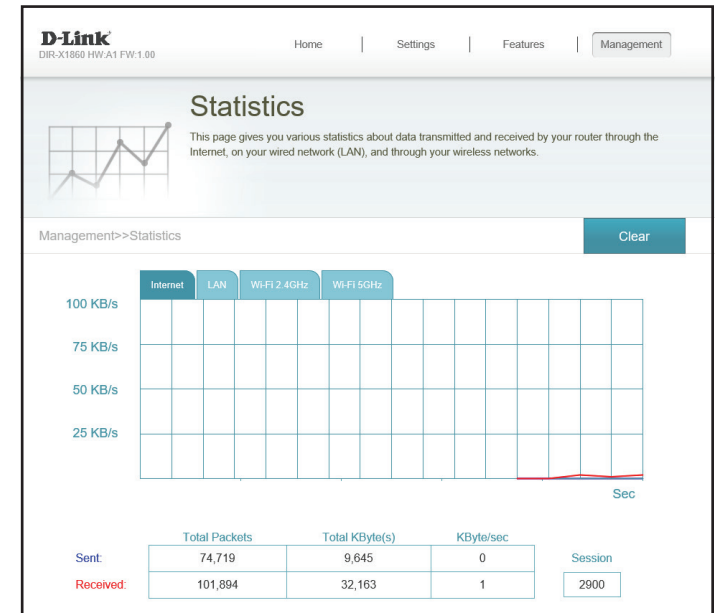 D-Link
DIR-X1860 HW:A1 FW:1.00
Home
Settings
Features
Management
Statistics
This page gives you various statistics about data transmitted and received by your router through the
Internet, on your wired network (LAN), and through your wireless networks.
Management>>Statistics
Clear
Internet
LAN
Wi-Fi 2.4GHz
Wi-Fi 5GHz
100 KB/s
75 KB/s
50 KB/s
25 KB/s
Sec
Total Packets Total KByte(s) KByte/sec
Sent: 74,719 9,645 0 Session
Received: 101,894 32,163 1 2900